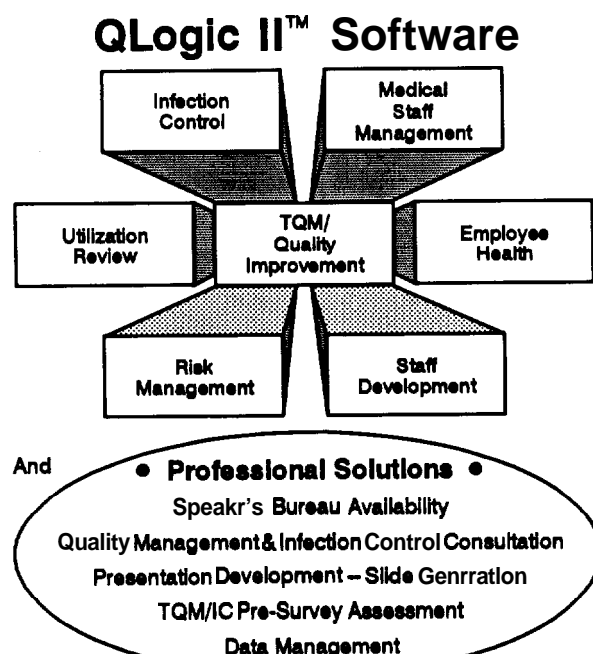 QLogic II™ Software
Infection
Control
Medical
Staff
Management
Utilization
Review
TQM/
Quality
Improvement
Employee
Health
Risk
Management
Staff
Development
And
• Professional Solutions •
Speakr's Bureau Availability
Quality Management & Infection Control Consultation
Presentation Development – Slide Genrration
TQM/IC Pre-Survey Assessment
Data Management